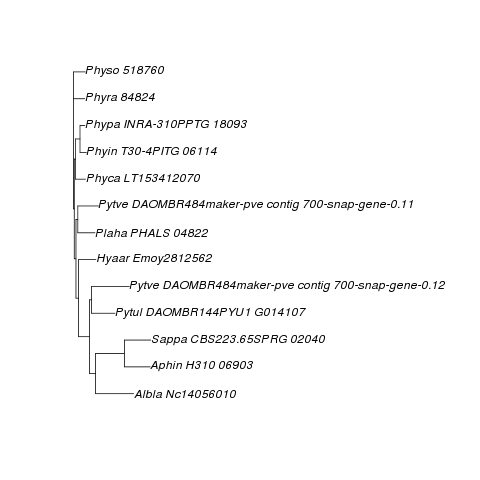 Physo 518760
Phyra 84824
Phypa INRA-310PPTG 18093
Phyin T30-4PITG 06114
Phyca LT153412070
Pytve DAOMBR484maker-pve contig 700-snap-gene-0.11
Plaha PHALS 04822
Hyaar Emoy2812562
Pytve DAOMBR484maker-pve contig 700-snap-gene-0.12
Pytul DAOMBR144PYU1 G014107
Sappa CBS223.65SPRG 02040
Aphin H310 06903
Albla Nc14056010